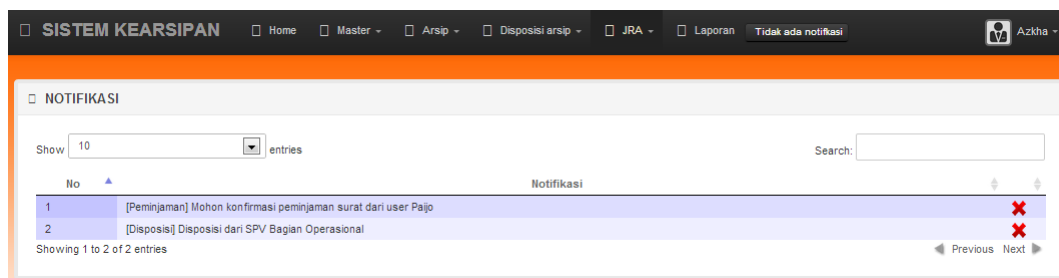 SISTEM KEARSIPAN Home Master Arsip Disposisi arsip JRA Laporan Tidak ada notifkasi Azkha
NOTIFIKASI
Show 10 entries Search:
No Notifikasi
1 [Peminjaman] Mohon konfirmasi peminjaman surat dari user Paijo
2 [Disposisi] Disposisi dari SPV Bagian Operasional
Showing 1 to 2 of 2 entries Previous Next